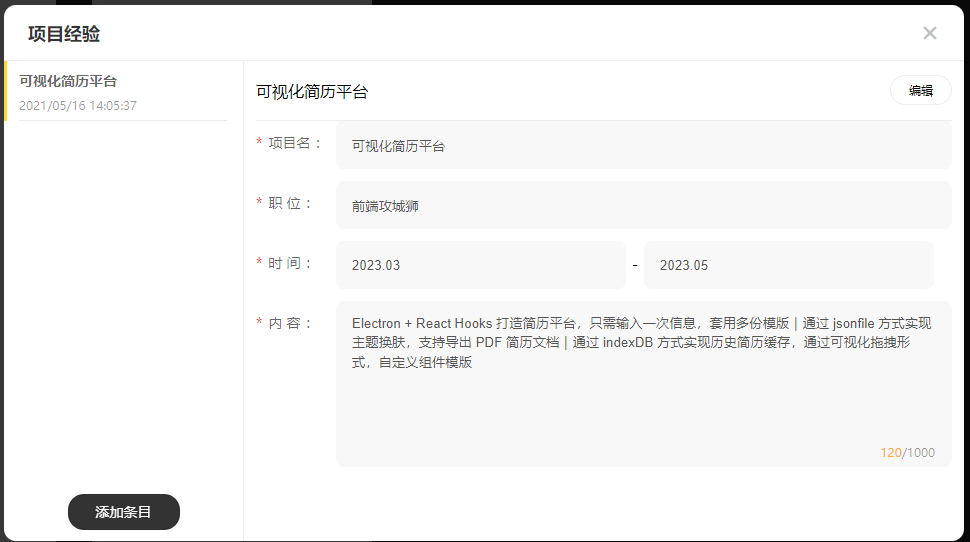 项目经验
可视化简历平台
2021/05/16 14:05:37
可视化简历平台
编辑
* 项目名：
可视化简历平台
* 职 位：
前端攻城狮
* 时 间：
2023.03 - 2023.05
* 内 容：
Electron + React Hooks 打造简历平台，只需输入一次信息，套用多份模版｜通过 jsonfile 方式实现
主题换肤，支持导出 PDF 简历文档｜通过 indexDB 方式实现历史简历缓存，通过可视化拖拽形
式，自定义组件模版
120/1000
添加条目